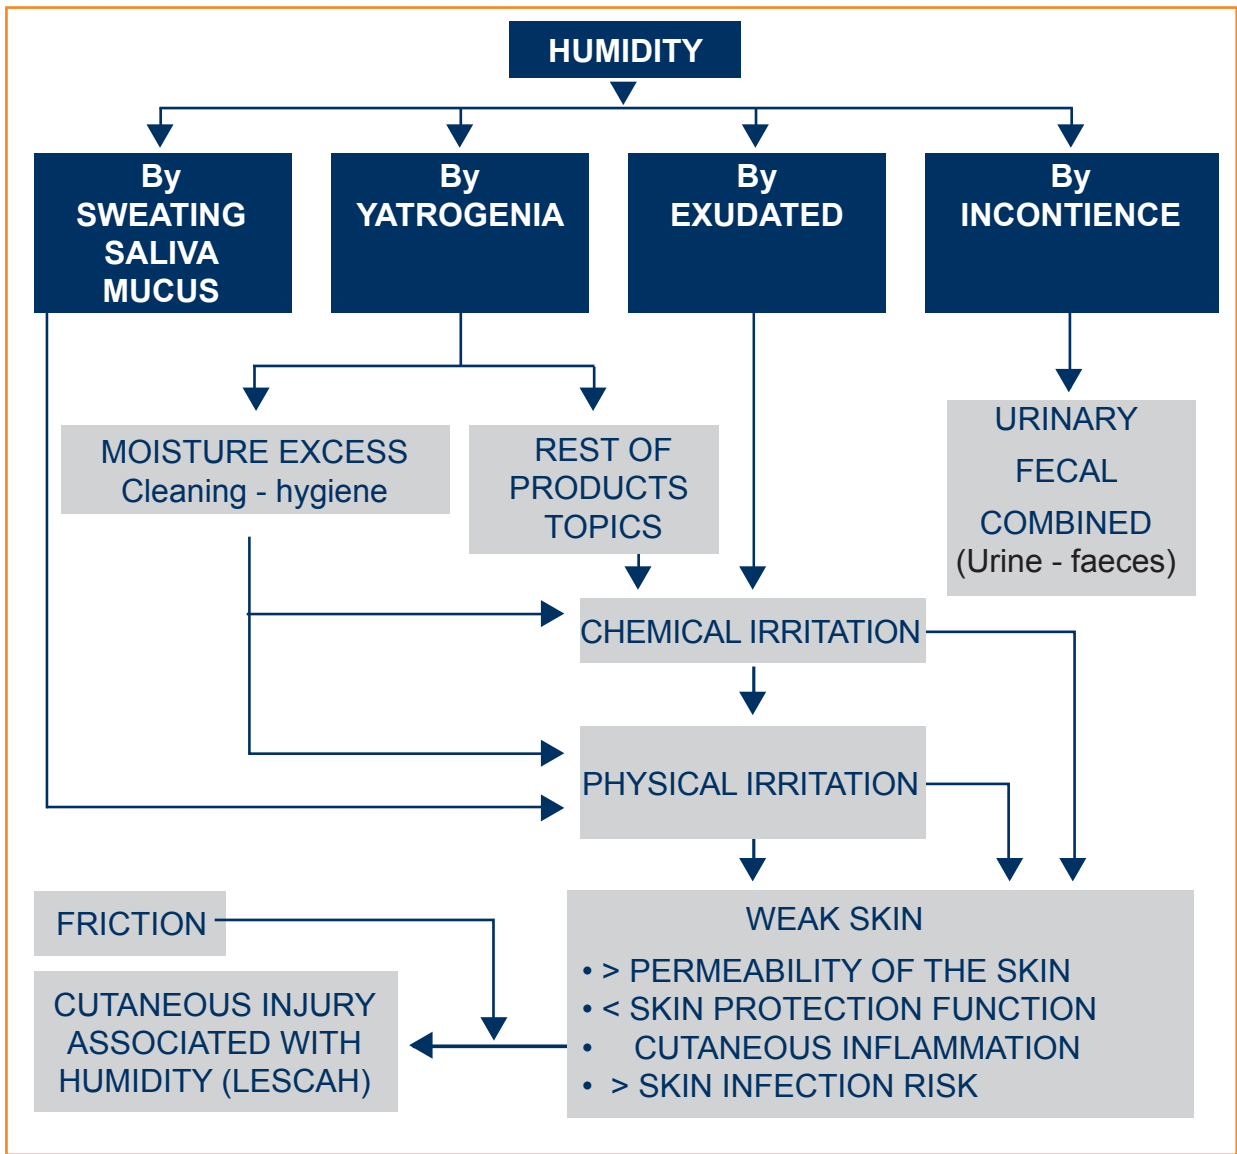 HUMIDITY
By
SWEATING
SALIVA
MUCUS
By
YATROGENIA
By
EXUDATED
By
INCONTIENCE
MOISTURE EXCESS
Cleaning - hygiene
REST OF
PRODUCTS
TOPICS
URINARY
FECAL
COMBINED
(Urine - faeces)
CHEMICAL IRRITATION
PHYSICAL IRRITATION
FRICTION
CUTANEOUS INJURY
ASSOCIATED WITH
HUMIDITY (LESCAH)
WEAK SKIN
• > PERMEABILITY OF THE SKIN
• < SKIN PROTECTION FUNCTION
• CUTANEOUS INFLAMMATION
• > SKIN INFECTION RISK